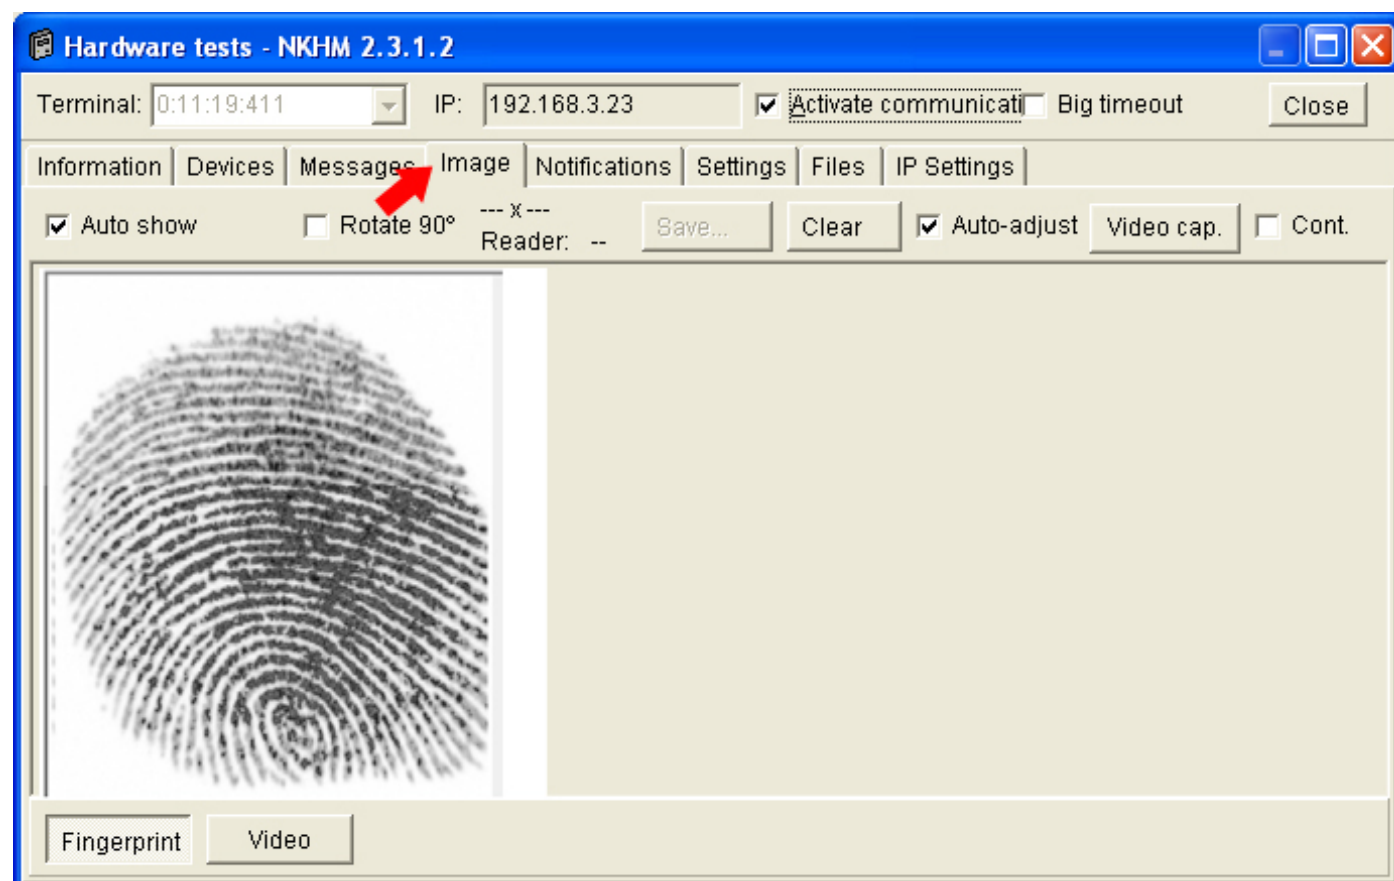 Hardware tests - NKHM 2.3.1.2
Terminal: 0:11:19:411 IP: 192.168.3.23 Activate communicati Big timeout Close
Information Devices Messages Image Notifications Settings Files IP Settings
Auto show Rotate 90° --- x --- Reader: -- Save... Clear Auto-adjust Video cap. Cont.
Fingerprint Video